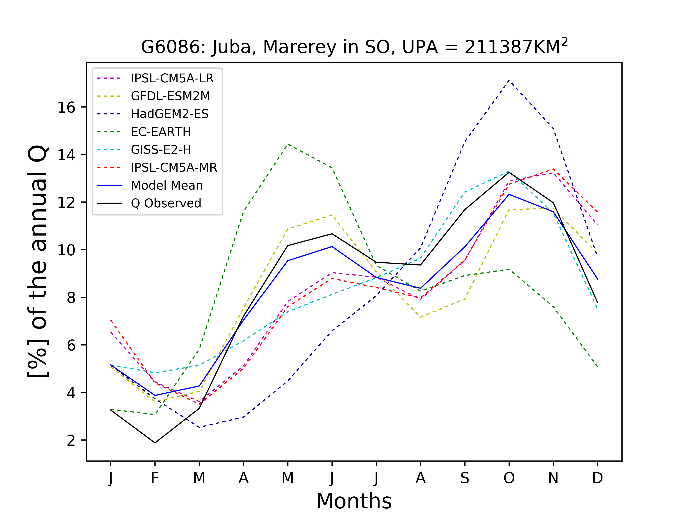 G6086: Juba, Marerey in SO, UPA = 211387KM²
IPSL-CM5A-LR
GFDL-ESM2M
HadGEM2-ES
EC-EARTH
GISS-E2-H
IPSL-CM5A-MR
Model Mean
Q Observed
[%] of the annual Q
16
14
12
10
8
6
4
2
J F M A M J J A S O N D
Months